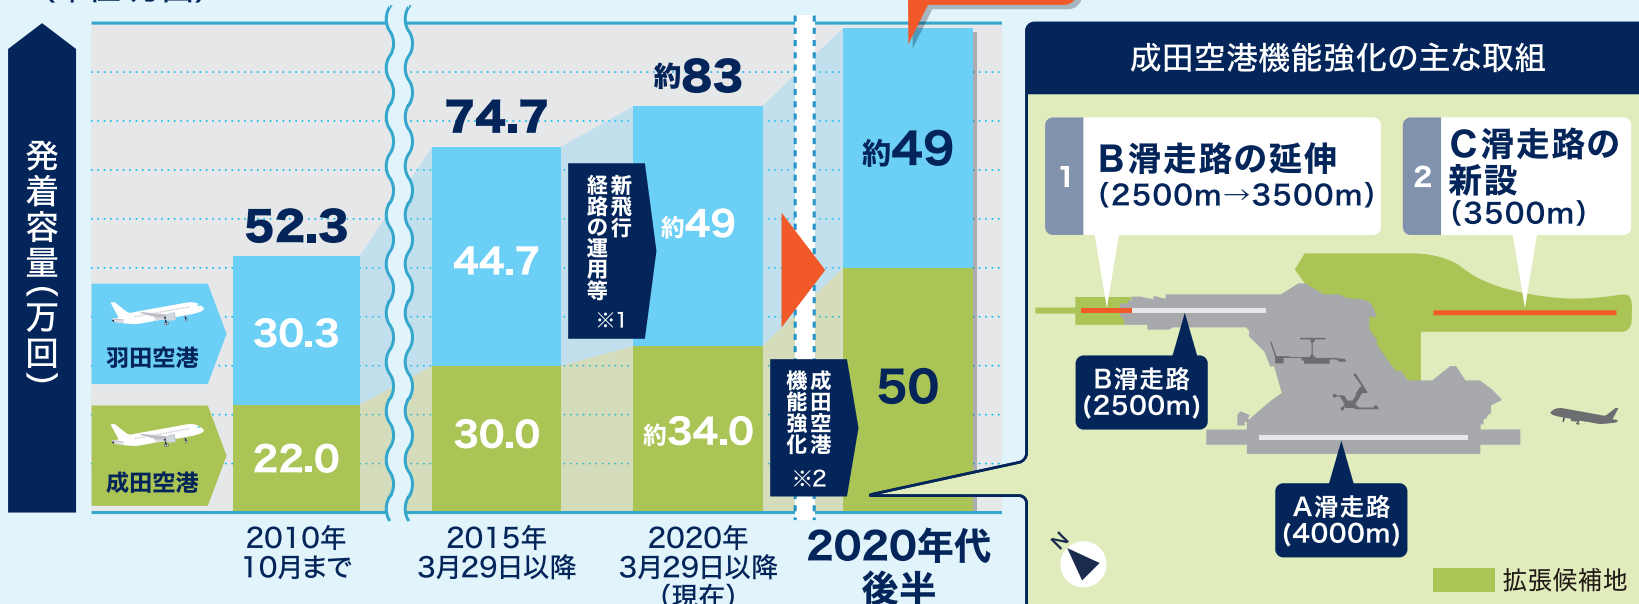 発着容量(万回)
羽田空港
成田空港
52.3
30.3
22.0
2010年
10月まで
74.7
44.7
30.0
2015年
3月29日以降
新飛行
経路の運用等
※1
約83
約49
約34.0
2020年
3月29日以降
(現在)
成田空港
機能強化
※2
約49
50
2020年代
後半
成田空港機能強化の主な取組
1
B滑走路の延伸
(2500m→3500m)
2
C滑走路の
新設
(3500m)
B滑走路
(2500m)
A滑走路
(4000m)
N
拡張候補地